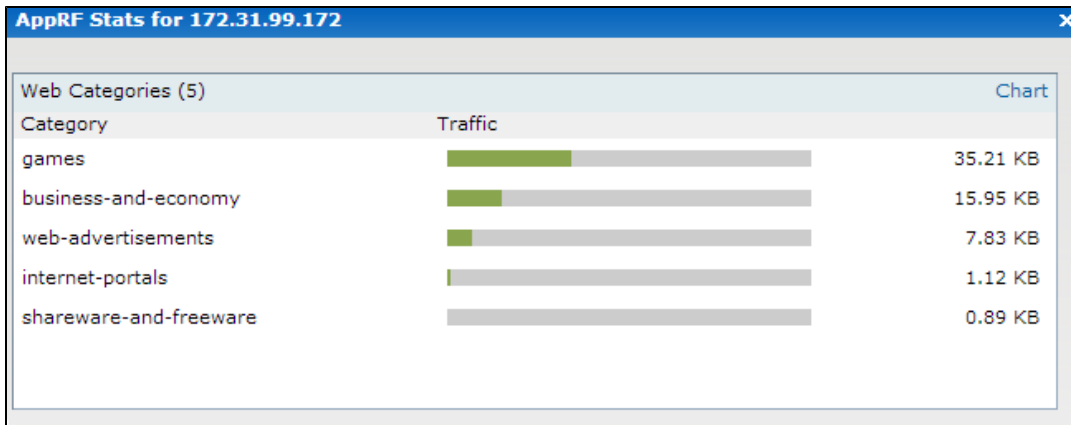 AppRF Stats for 172.31.99.172 x
Web Categories (5) Chart
Category Traffic
games 35.21 KB
business-and-economy 15.95 KB
web-advertisements 7.83 KB
internet-portals 1.12 KB
shareware-and-freeware 0.89 KB